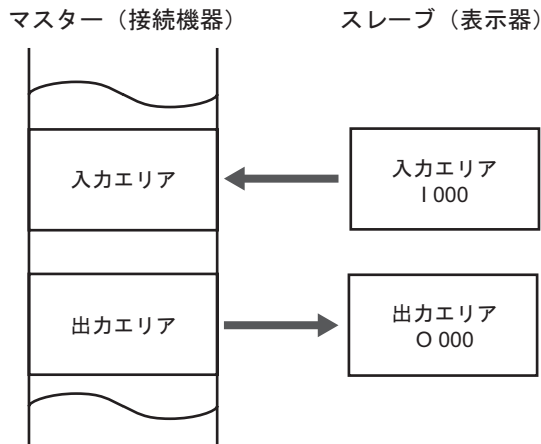 マスター（接続機器）
スレーブ（表示器）
入力エリア
入力エリア
I 000
出力エリア
出力エリア
O 000